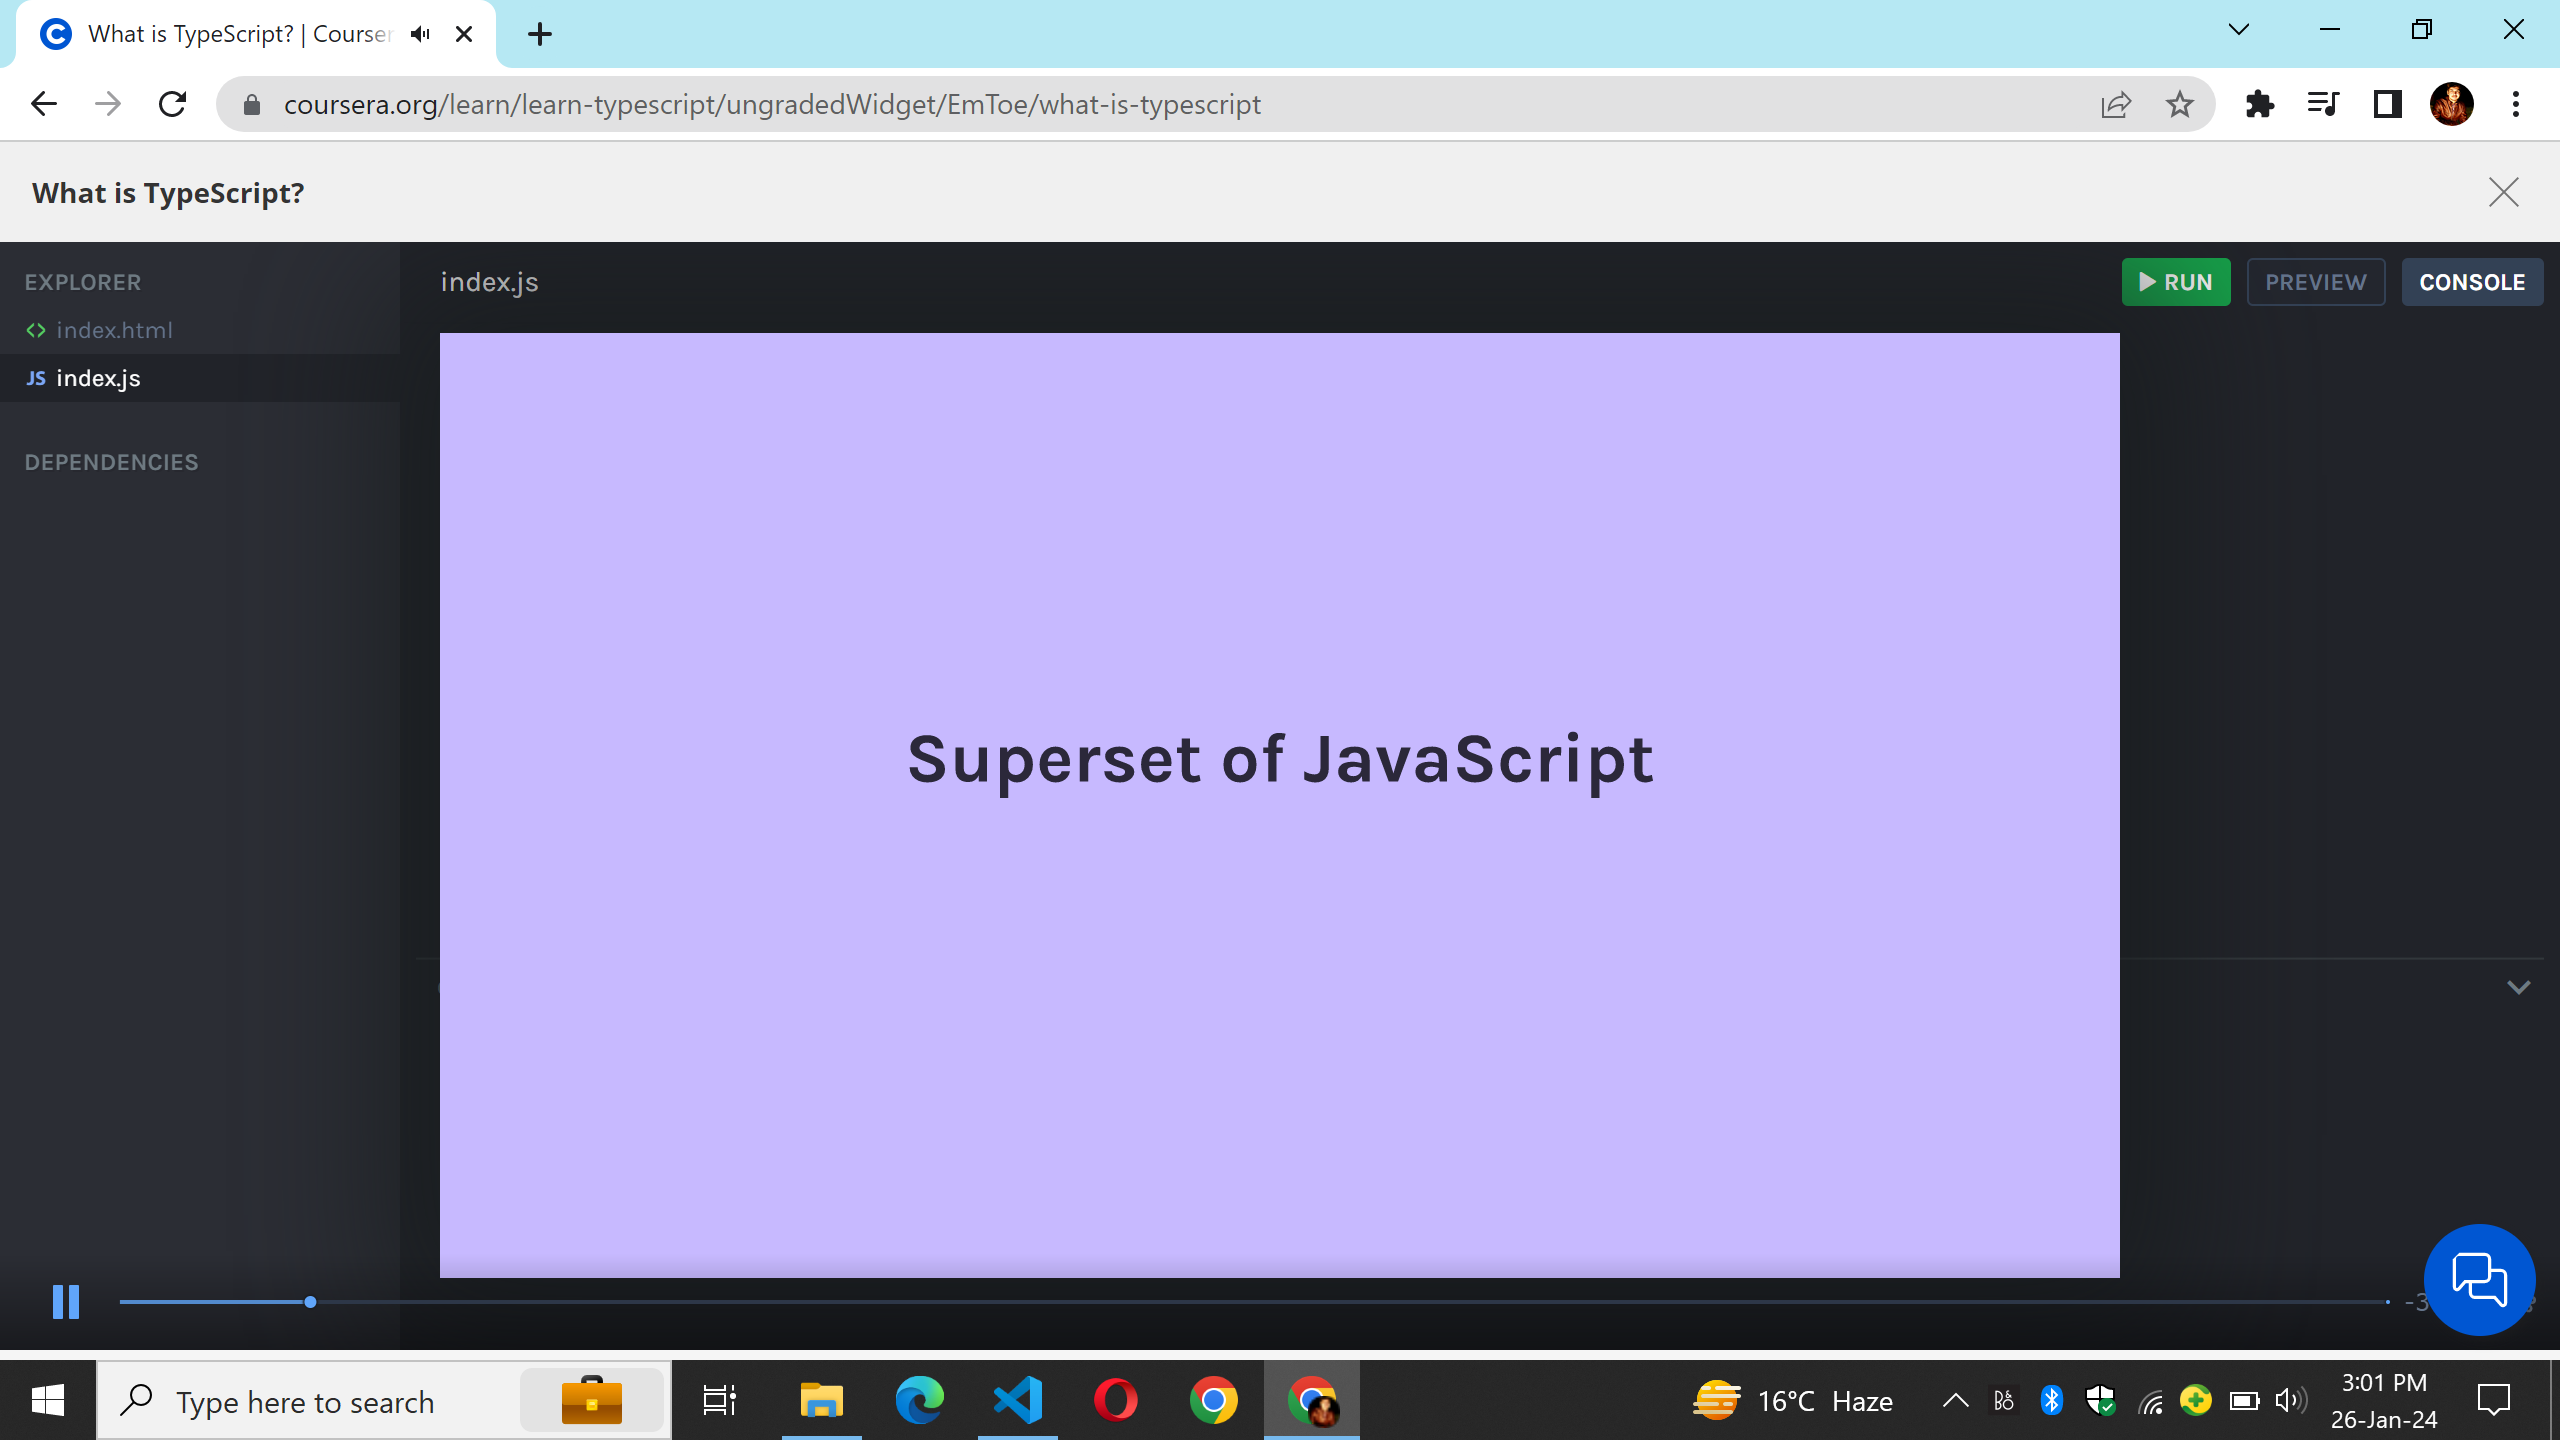 What is TypeScript? | Courser
coursera.org/learn/learn-typescript/ungradedWidget/EmToe/what-is-typescript
What is TypeScript?
EXPLORER
index.html
JS index.js
DEPENDENCIES
index.js
RUN
PREVIEW
CONSOLE
Superset of JavaScript
Type here to search
16°C Haze
3:01 PM
26-Jan-24